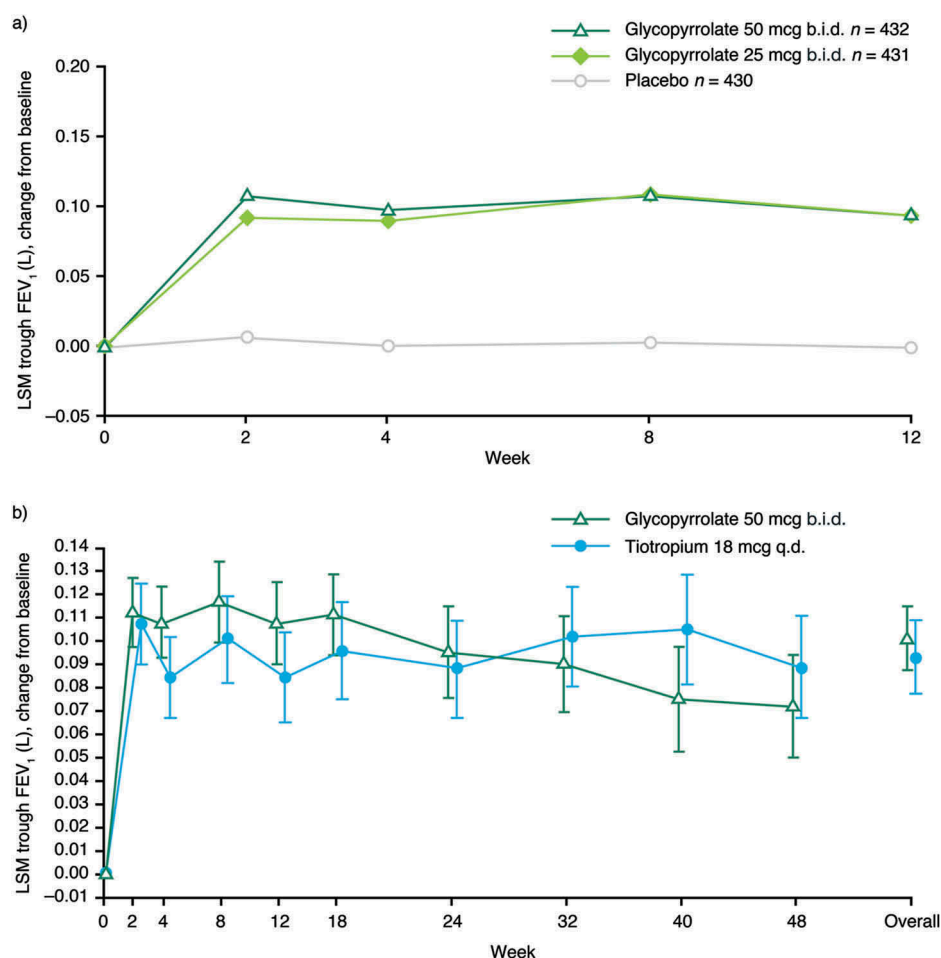 a)
Glycopyrrolate 50 mcg b.i.d. n = 432
Glycopyrrolate 25 mcg b.i.d. n = 431
Placebo n = 430
LSM trough FEV₁ (L), change from baseline
0.20
0.15
0.10
0.05
0.00
–0.05
0 2 4 8 12
Week
b)
Glycopyrrolate 50 mcg b.i.d.
Tiotropium 18 mcg q.d.
LSM trough FEV₁ (L), change from baseline
0.14
0.13
0.12
0.11
0.10
0.09
0.08
0.07
0.06
0.05
0.04
0.03
0.02
0.01
0.00
–0.01
0 2 4 8 12 18 24 32 40 48 Overall
Week